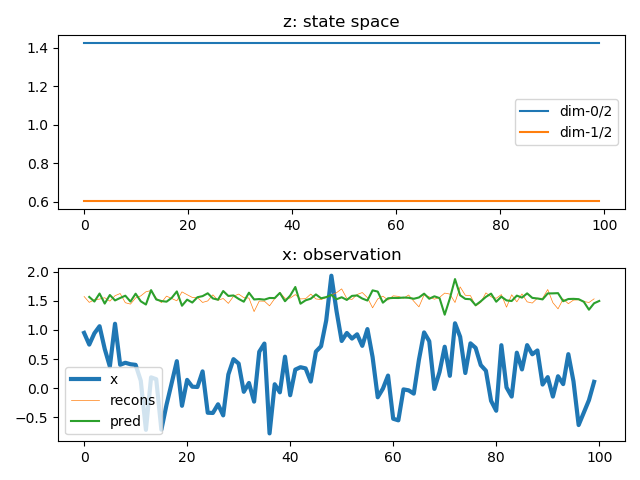 z: state space
1.4
1.2
1.0
0.8
0.6
dim-0/2
dim-1/2
0 20 40 60 80 100
x: observation
2.0
1.5
1.0
0.5
0.0
−0.5
x
recons
pred
0 20 40 60 80 100